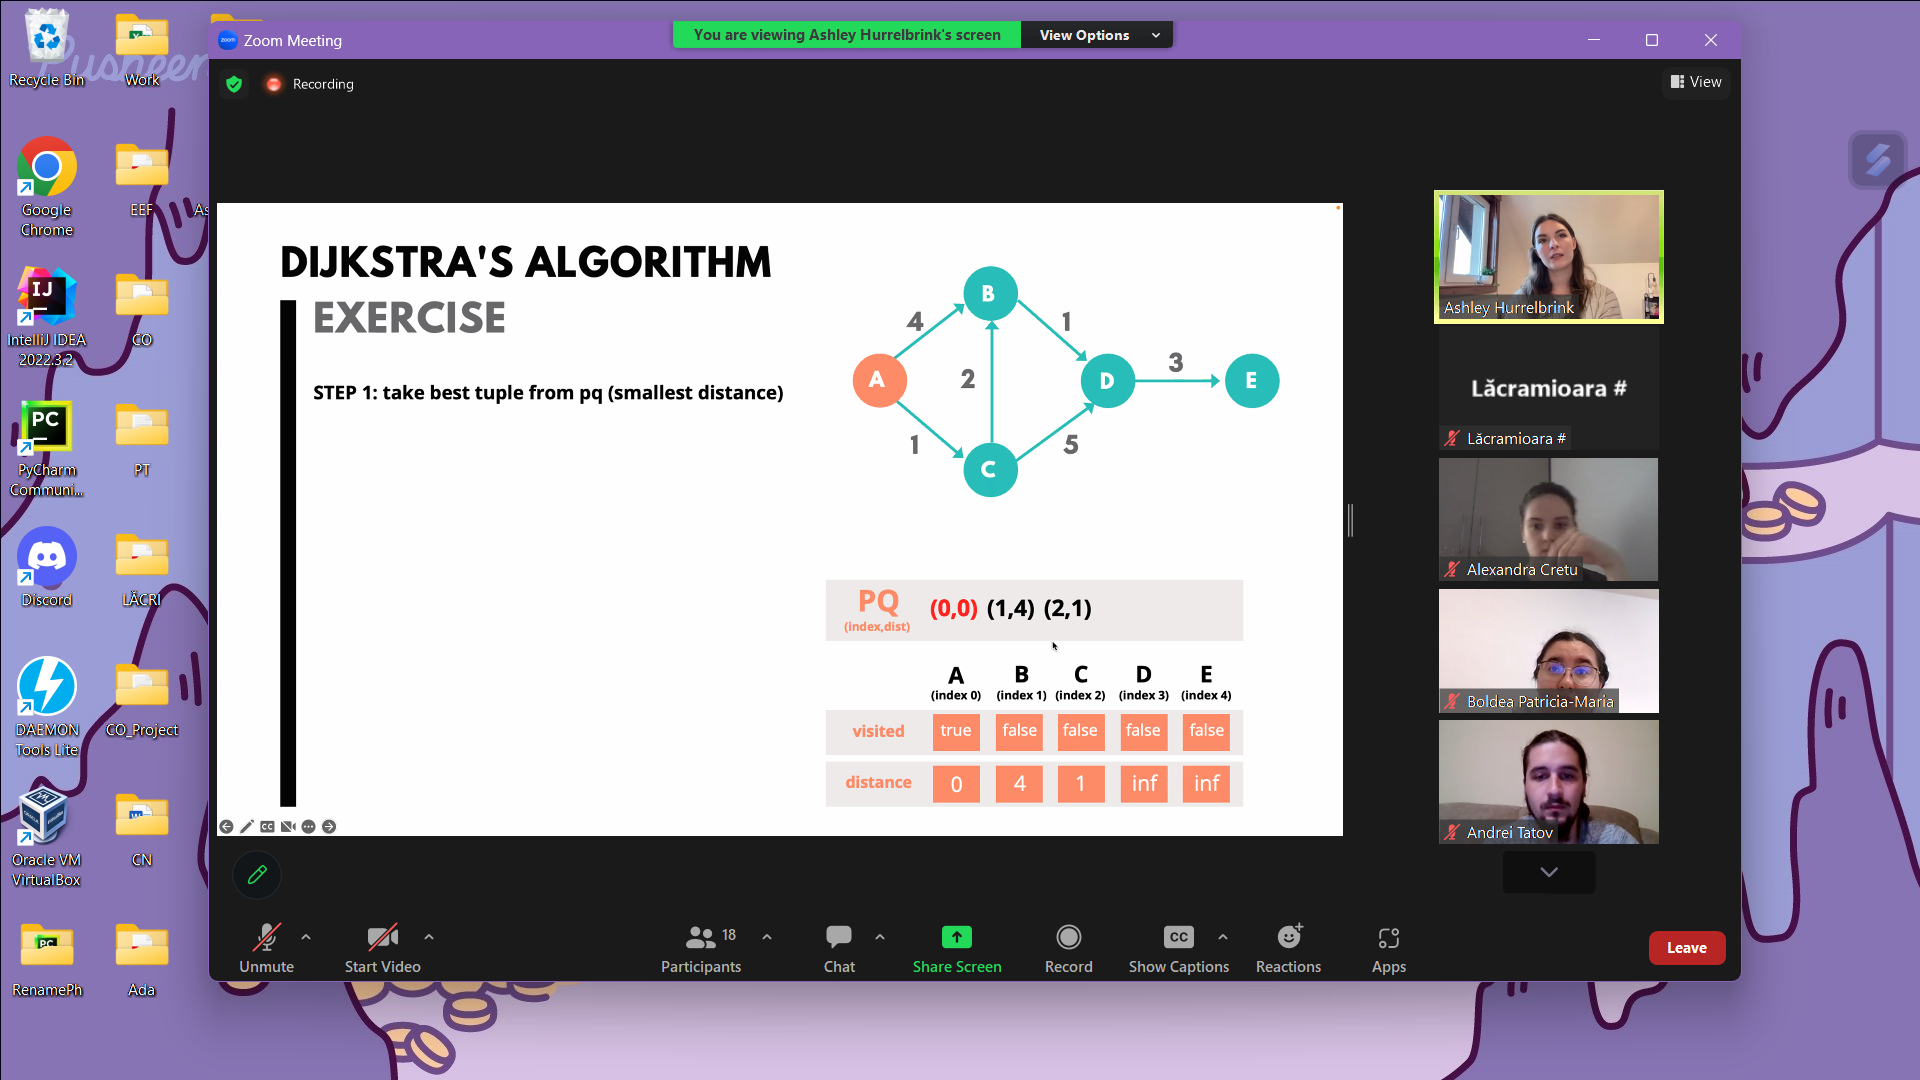 Pusheen
Recycle Bin
Work
Google
Chrome
EEF
As
IntelliJ IDEA
2022.3.2
CO
PyCharm
Communi...
PT
Discord
LĂCRI
DAEMON
Tools Lite
CO_Project
Oracle VM
VirtualBox
CN
RenamePh
Ada
zoom
Zoom Meeting
You are viewing Ashley Hurrelbrink's screen
View Options
Recording
View
DIJKSTRA'S ALGORITHM
EXERCISE
STEP 1: take best tuple from pq (smallest distance)
A
B
C
D
E
4
1
2
1
5
3
PQ
(index,dist)
(0,0) (1,4) (2,1)
A B C D E
(index 0) (index 1) (index 2) (index 3) (index 4)
visited true false false false false
distance 0 4 1 inf inf
Ashley Hurrelbrink
Lăcramioara #
Lăcramioara #
Alexandra Cretu
Boldea Patricia-Maria
Andrei Tatov
Unmute
Start Video
18
Participants
Chat
Share Screen
Record
CC
Show Captions
Reactions
Apps
Leave